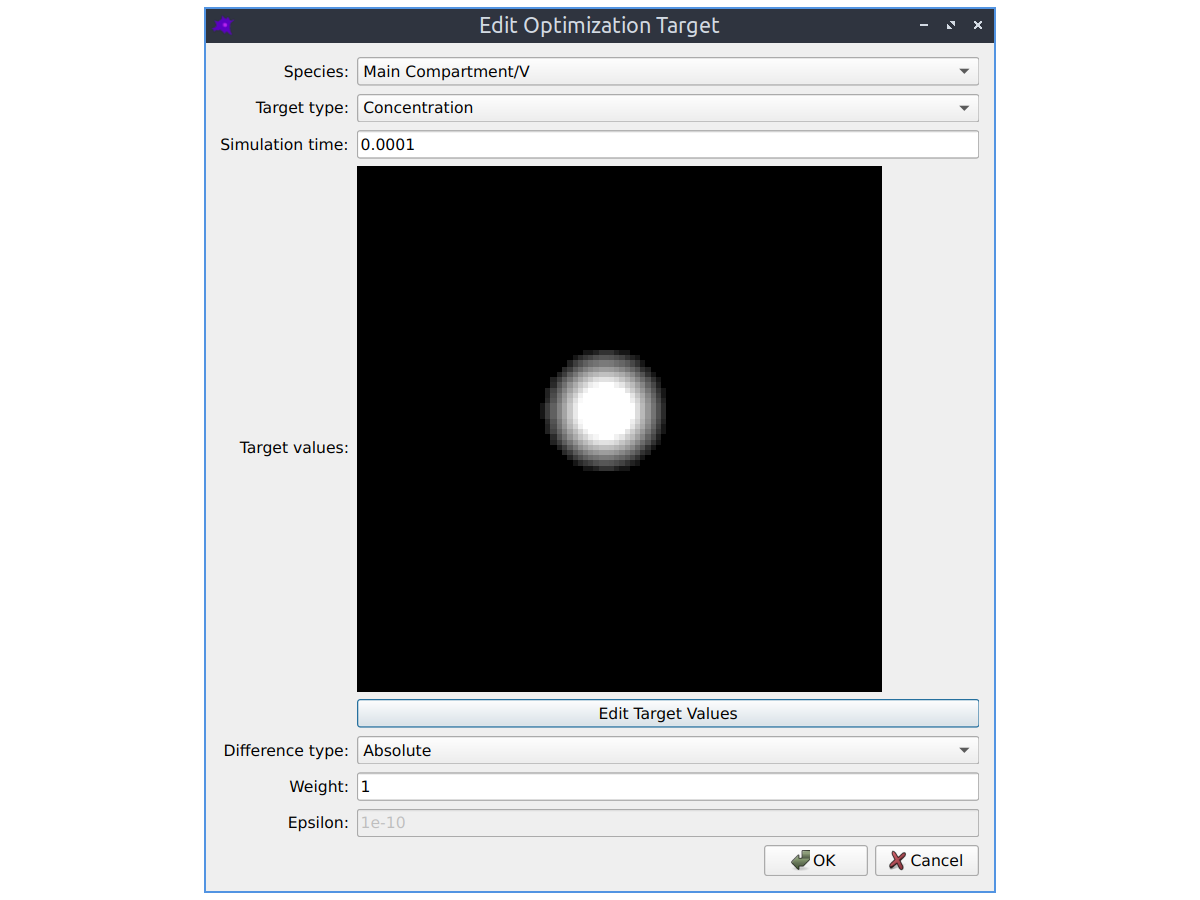 Edit Optimization Target
Species: Main Compartment/V
Target type: Concentration
Simulation time: 0.0001
Target values:
Edit Target Values
Difference type: Absolute
Weight: 1
Epsilon: 1e-10
OK Cancel